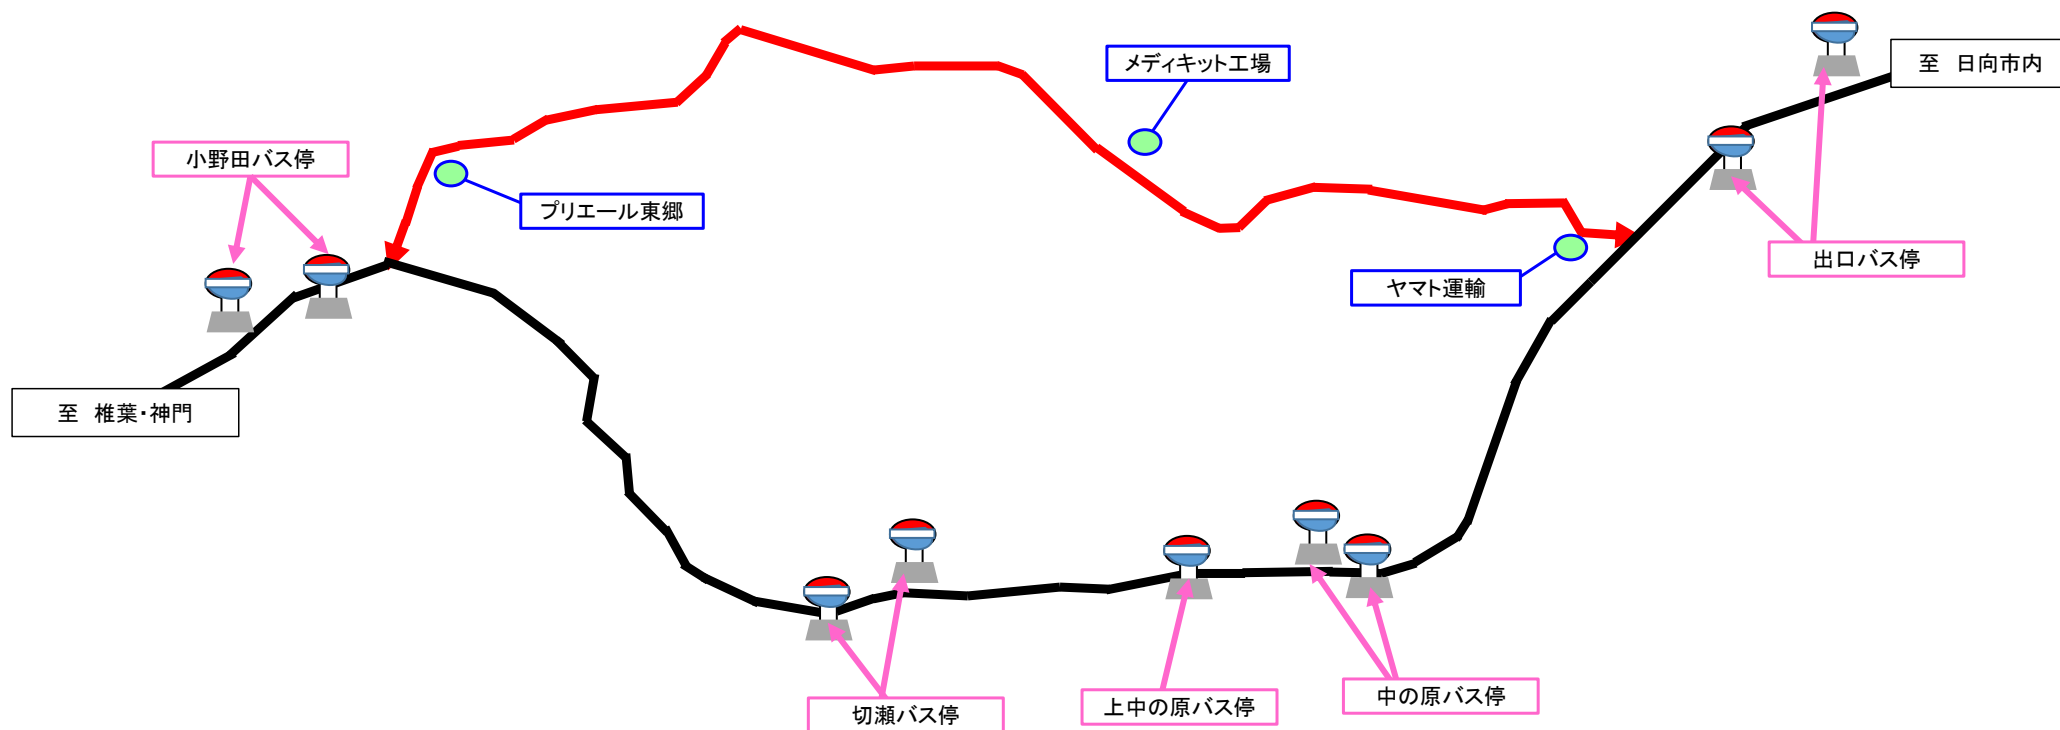 メディキット工場
至　日向市内
小野田バス停
プリエール東郷
出口バス停
ヤマト運輸
至　椎葉・神門
切瀬バス停
上中の原バス停
中の原バス停